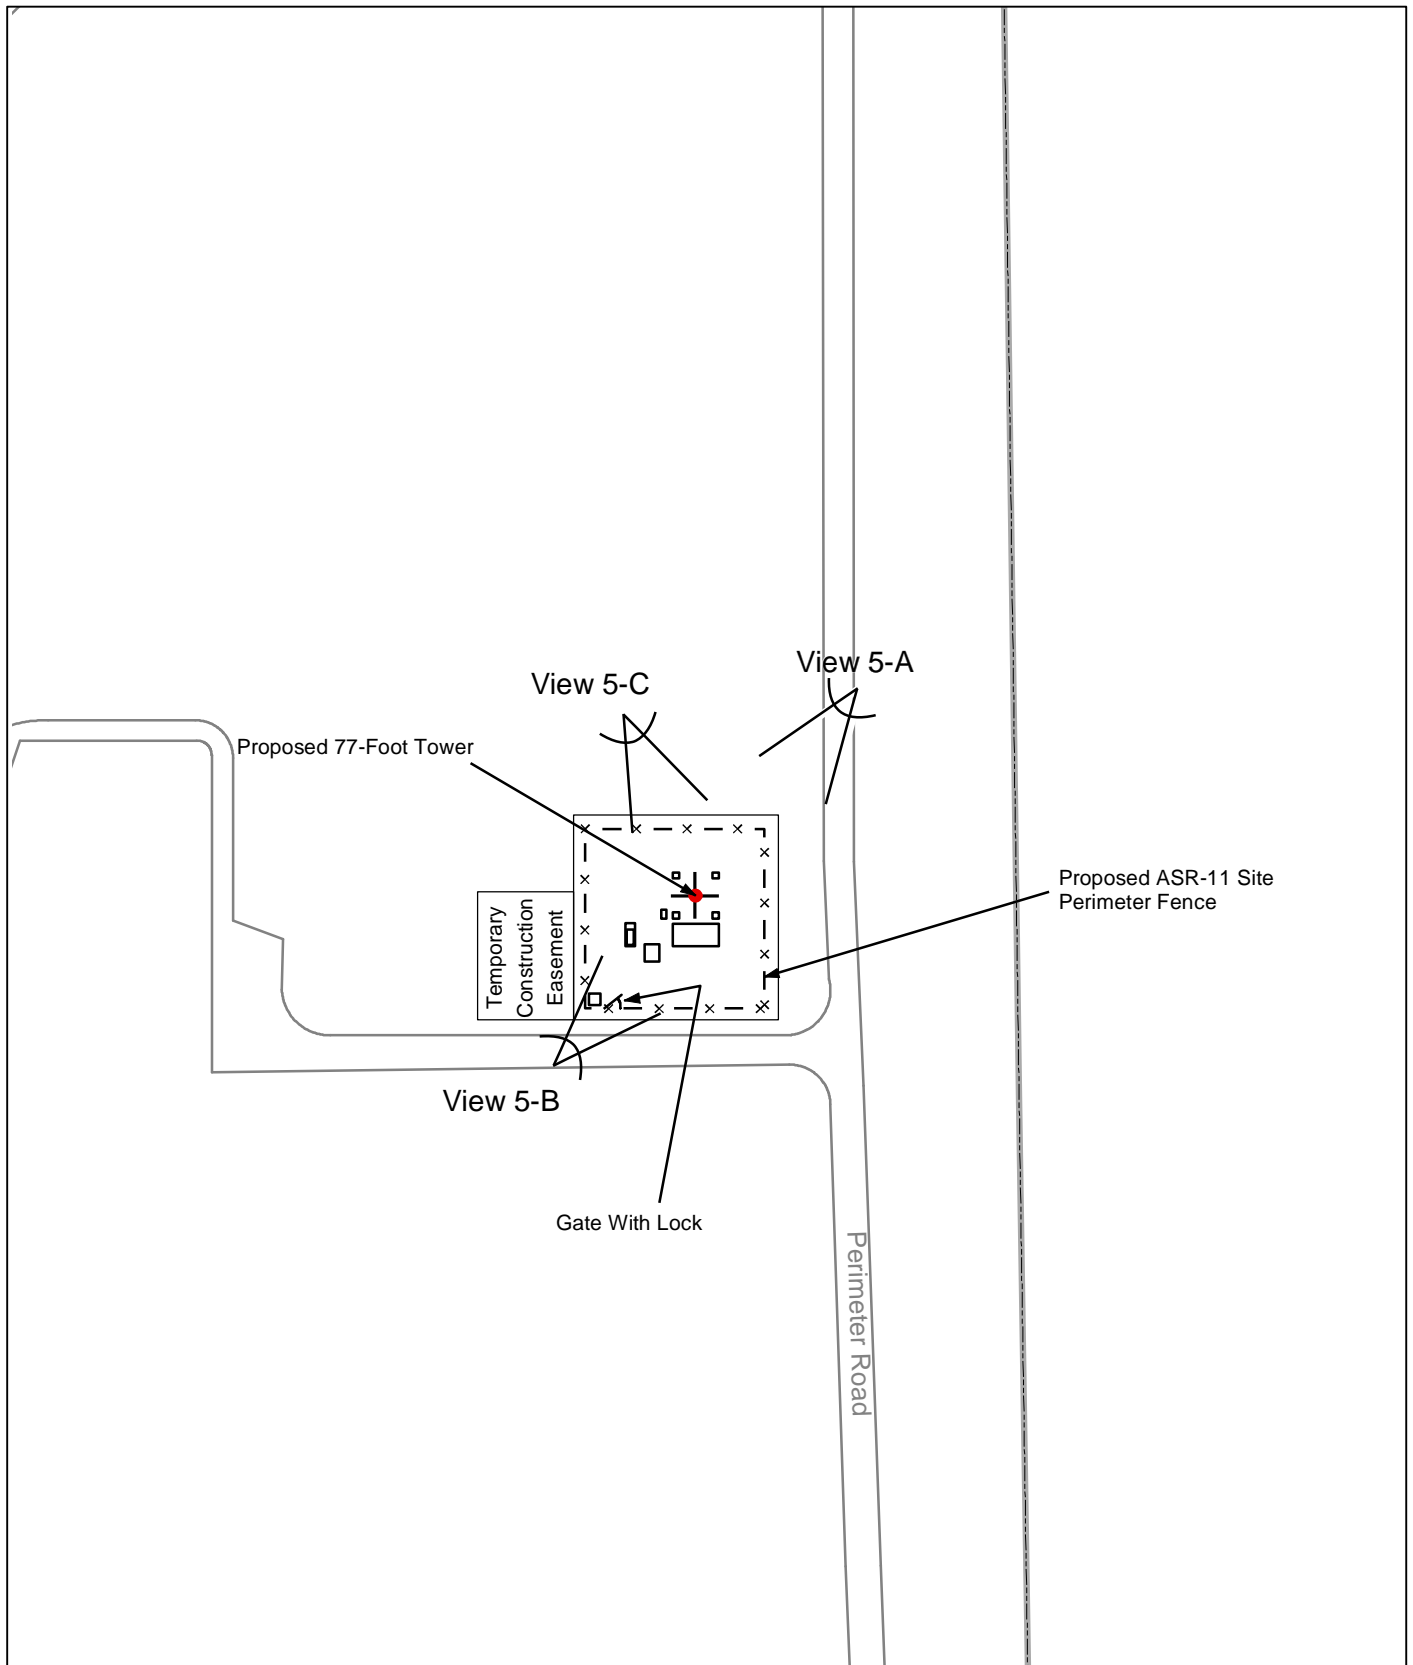 View 5-A
View 5-C
Proposed 77-Foot Tower
Proposed ASR-11 Site
Perimeter Fence
Temporary
Construction
Easement
View 5-B
Gate With Lock
Perimeter Road